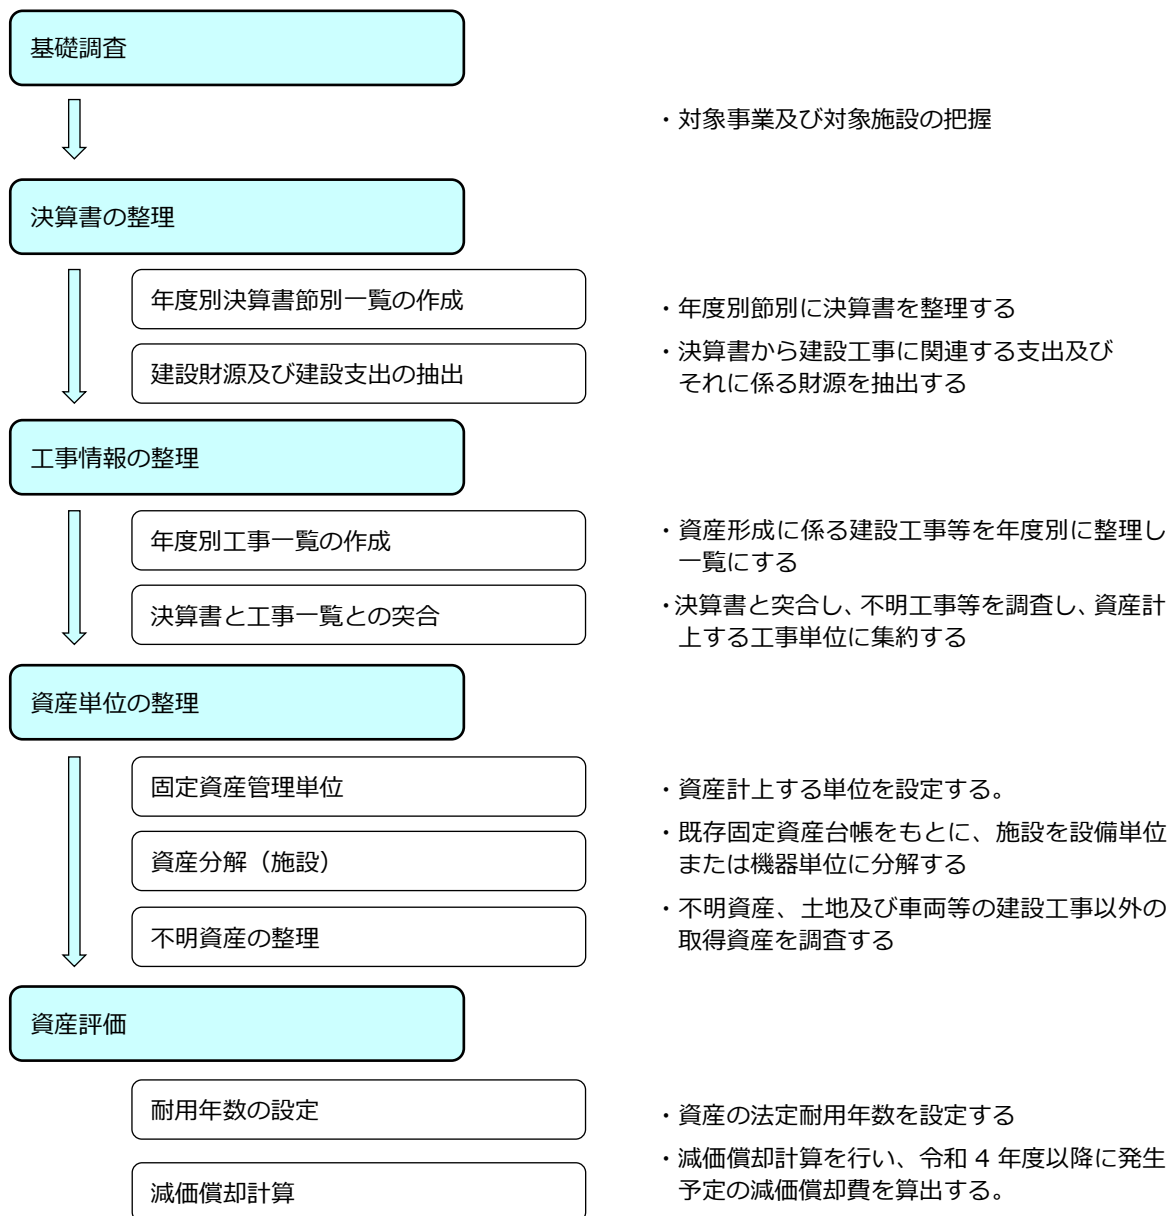 基礎調査
・対象事業及び対象施設の把握
決算書の整理
年度別決算書節別一覧の作成
・年度別節別に決算書を整理する
建設財源及び建設支出の抽出
・決算書から建設工事に関連する支出及び
それに係る財源を抽出する
工事情報の整理
年度別工事一覧の作成
・資産形成に係る建設工事等を年度別に整理し
一覧にする
決算書と工事一覧との突合
・決算書と突合し、不明工事等を調査し、資産計
上する工事単位に集約する
資産単位の整理
固定資産管理単位
・資産計上する単位を設定する。
資産分解（施設）
・既存固定資産台帳をもとに、施設を設備単位
または機器単位に分解する
不明資産の整理
・不明資産、土地及び車両等の建設工事以外の
取得資産を調査する
資産評価
耐用年数の設定
・資産の法定耐用年数を設定する
減価償却計算
・減価償却計算を行い、令和 4 年度以降に発生
予定の減価償却費を算出する。